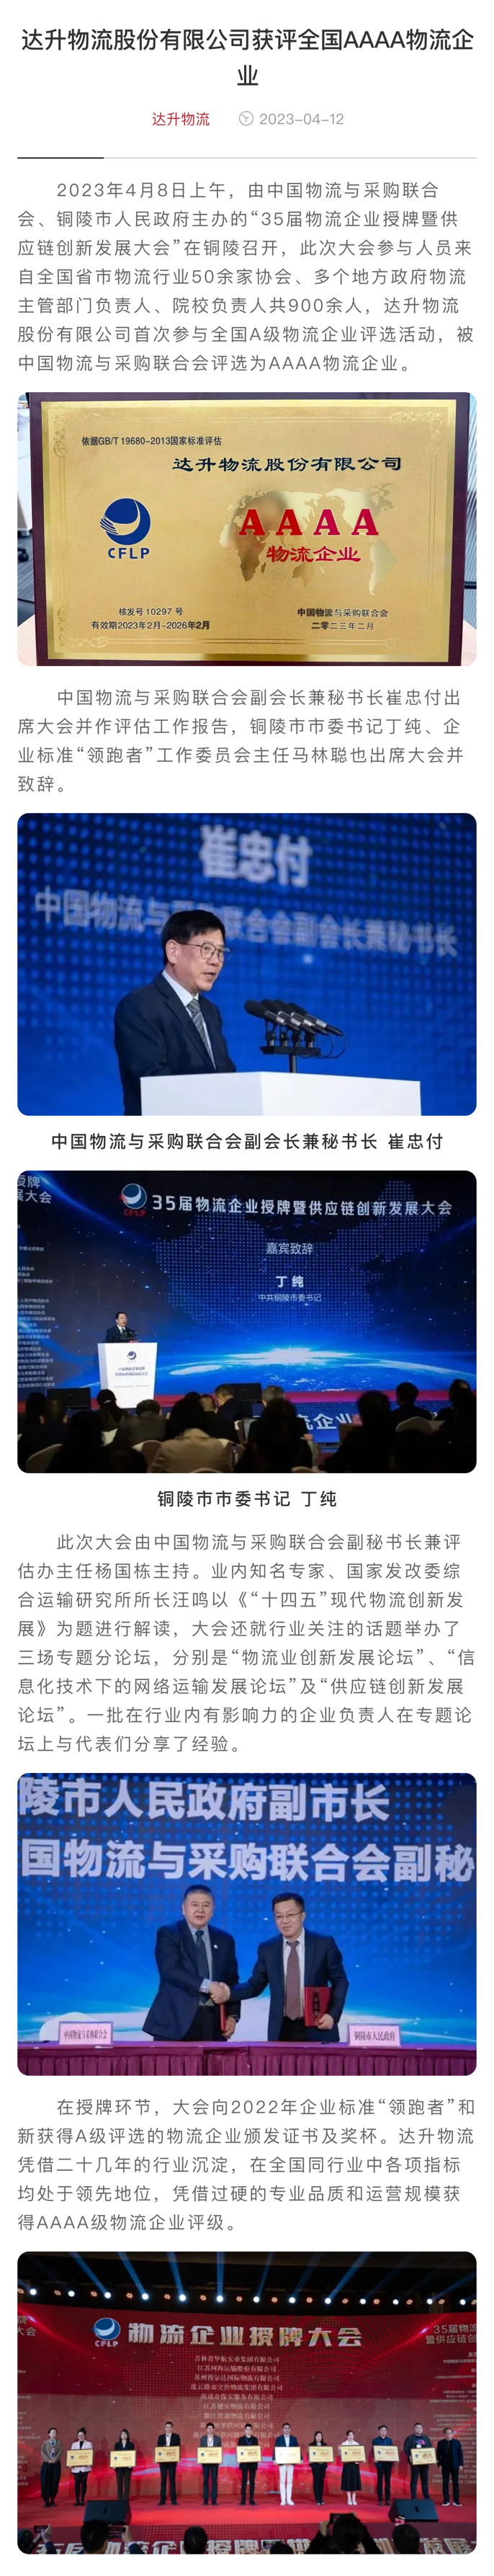 达升物流股份有限公司获评全国AAAA物流企
业
达升物流 2023-04-12
2023年4月8日上午，由中国物流与采购联合
会、铜陵市人民政府主办的“35届物流企业授牌暨供
应链创新发展大会”在铜陵召开，此次大会参与人员来
自全国省市物流行业50余家协会、多个地方政府物流
主管部门负责人、院校负责人共900余人，达升物流
股份有限公司首次参与全国A级物流企业评选活动，被
中国物流与采购联合会评选为AAAA物流企业。
依据GB/T 19680-2013国家标准评估
达升物流股份有限公司
AAAA
CFLP
物流企业
核发号 10297 号
中国物流与采购联合会
有效期2023年2月-2026年2月
二零二三年二月
中国物流与采购联合会副会长兼秘书长崔忠付出
席大会并作评估工作报告，铜陵市市委书记丁纯、企
业标准“领跑者”工作委员会主任马林聪也出席大会并
致辞。
崔忠付
中国物流与采购联合会副会长兼秘书长
中国物流与采购联合会副会长兼秘书长 崔忠付
授牌
展大会
CFLP
35届物流企业授牌暨供应链创新发展大会
嘉宾致辞
丁 纯
中共铜陵市委书记
流企业
铜陵市市委书记 丁纯
此次大会由中国物流与采购联合会副秘书长兼评
估办主任杨国栋主持。业内知名专家、国家发改委综
合运输研究所所长汪鸣以《“十四五”现代物流创新发
展》为题进行解读，大会还就行业关注的话题举办了
三场专题分论坛，分别是“物流业创新发展论坛”、“信
息化技术下的网络运输发展论坛”及“供应链创新发展
论坛”。一批在行业内有影响力的企业负责人在专题论
坛上与代表们分享了经验。
陵市人民政府副市长
国物流与采购联合会副秘
中国物流与采购联合会
铜陵市人民政府
在授牌环节，大会向2022年企业标准“领跑者”和
新获得A级评选的物流企业颁发证书及奖杯。达升物流
凭借二十几年的行业沉淀，在全国同行业中各项指标
均处于领先地位，凭借过硬的专业品质和运营规模获
得AAAA级物流企业评级。
CFLP
物流企业授牌大会
35届物流
暨供应链创
吉林省华航实业集团有限公司